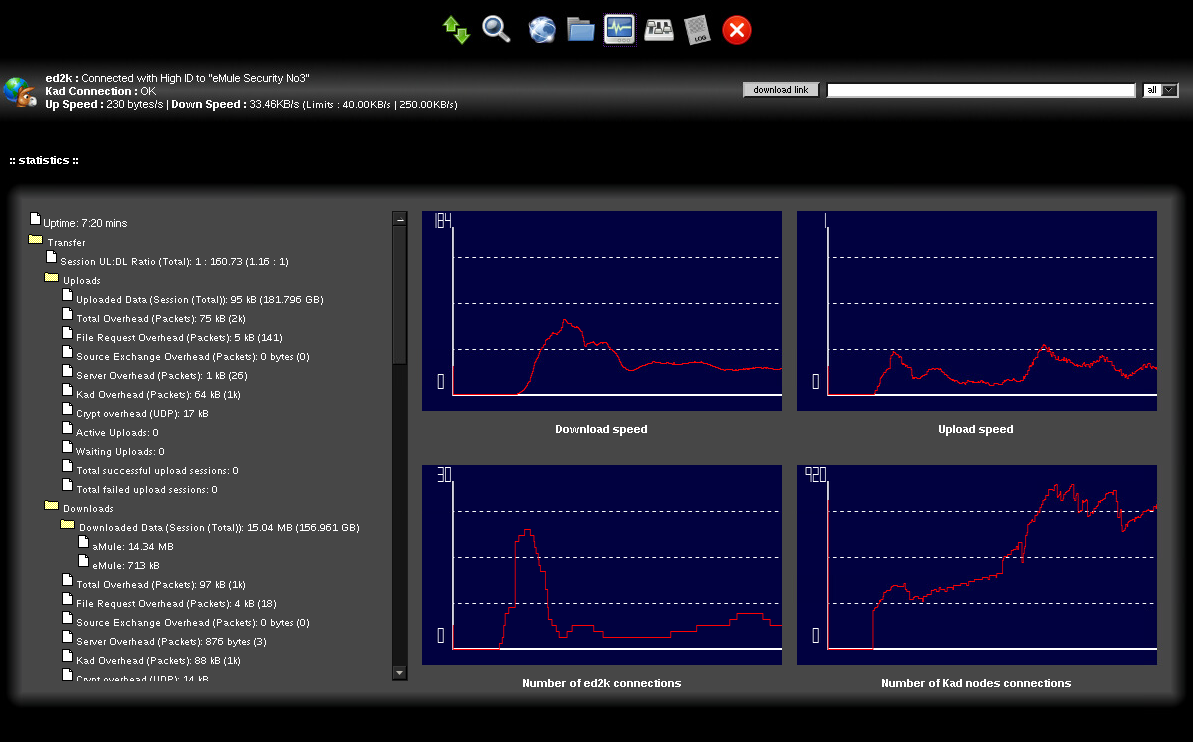 LOG
ed2k : Connected with High ID to "eMule Security No3"
Kad Connection : OK
Up Speed : 230 bytes/s | Down Speed : 33.46KB/s (Limits : 40.00KB/s | 250.00KB/s)
download link
all
:: statistics ::
Uptime: 7:20 mins
Transfer
Session UL:DL Ratio (Total): 1 : 160.73 (1.16 : 1)
Uploads
Uploaded Data (Session (Total)): 95 kB (181.796 GB)
Total Overhead (Packets): 75 kB (2k)
File Request Overhead (Packets): 5 kB (141)
Source Exchange Overhead (Packets): 0 bytes (0)
Server Overhead (Packets): 1 kB (26)
Kad Overhead (Packets): 64 kB (1k)
Crypt overhead (UDP): 17 kB
Active Uploads: 0
Waiting Uploads: 0
Total successful upload sessions: 0
Total failed upload sessions: 0
Downloads
Downloaded Data (Session (Total)): 15.04 MB (156.961 GB)
aMule: 14.34 MB
eMule: 713 kB
Total Overhead (Packets): 97 kB (1k)
File Request Overhead (Packets): 4 kB (18)
Source Exchange Overhead (Packets): 0 bytes (0)
Server Overhead (Packets): 876 bytes (3)
Kad Overhead (Packets): 88 kB (1k)
Crypt overhead (UDP): 14 kB
184
0
Download speed
1
0
Upload speed
30
0
Number of ed2k connections
920
0
Number of Kad nodes connections